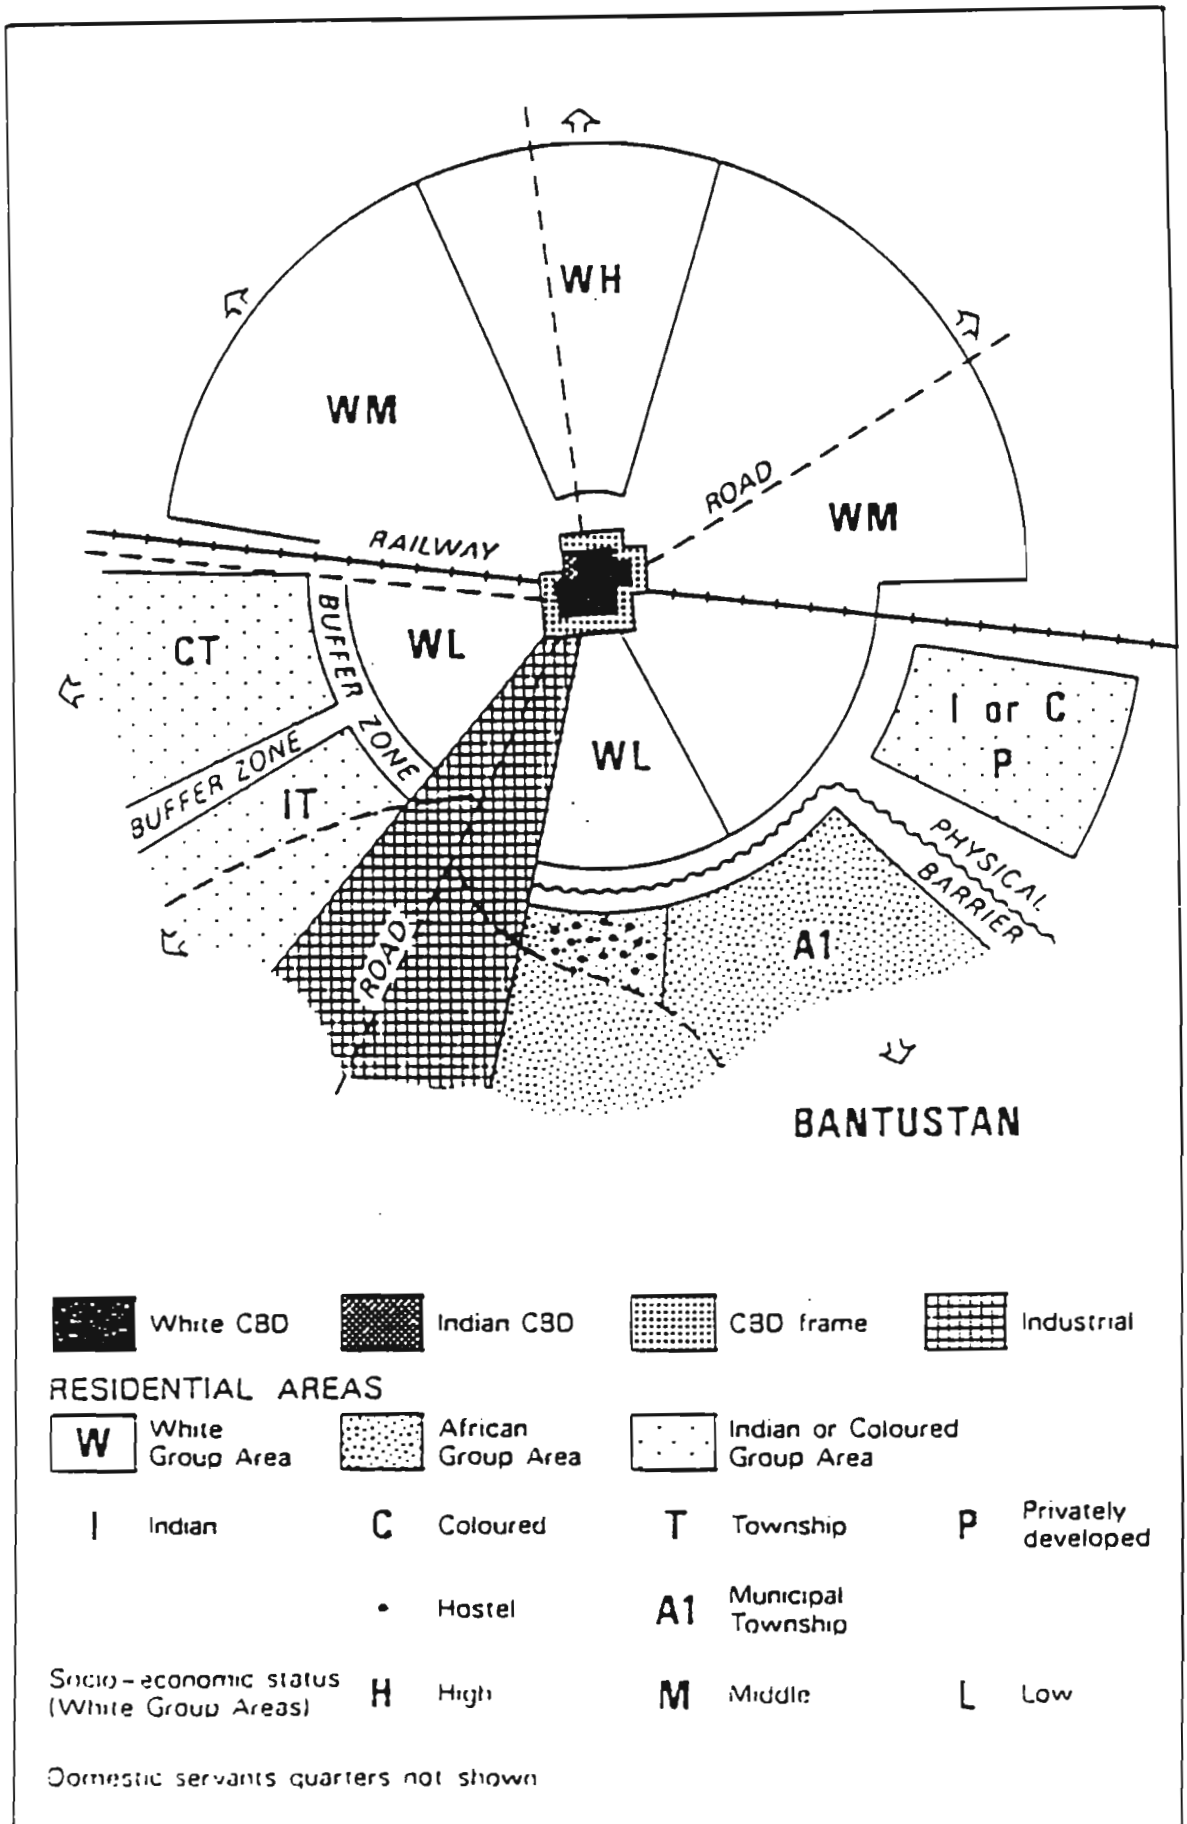 WH
WM
ROAD
WM
RAILWAY
CT
BUFFER ZONE
WL
I or C
P
BUFFER ZONE
IT
WL
PHYSICAL
BARRIER
ROAD
A1
BANTUSTAN
White CBD
Indian CBD
CBD frame
Industrial
RESIDENTIAL AREAS
W
White
Group Area
African
Group Area
Indian or Coloured
Group Area
I
Indian
C
Coloured
T
Township
P
Privately
developed
Hostel
A1
Municipal
Township
Socio-economic status
(White Group Areas)
H
High
M
Middle
L
Low
Domestic servants quarters not shown